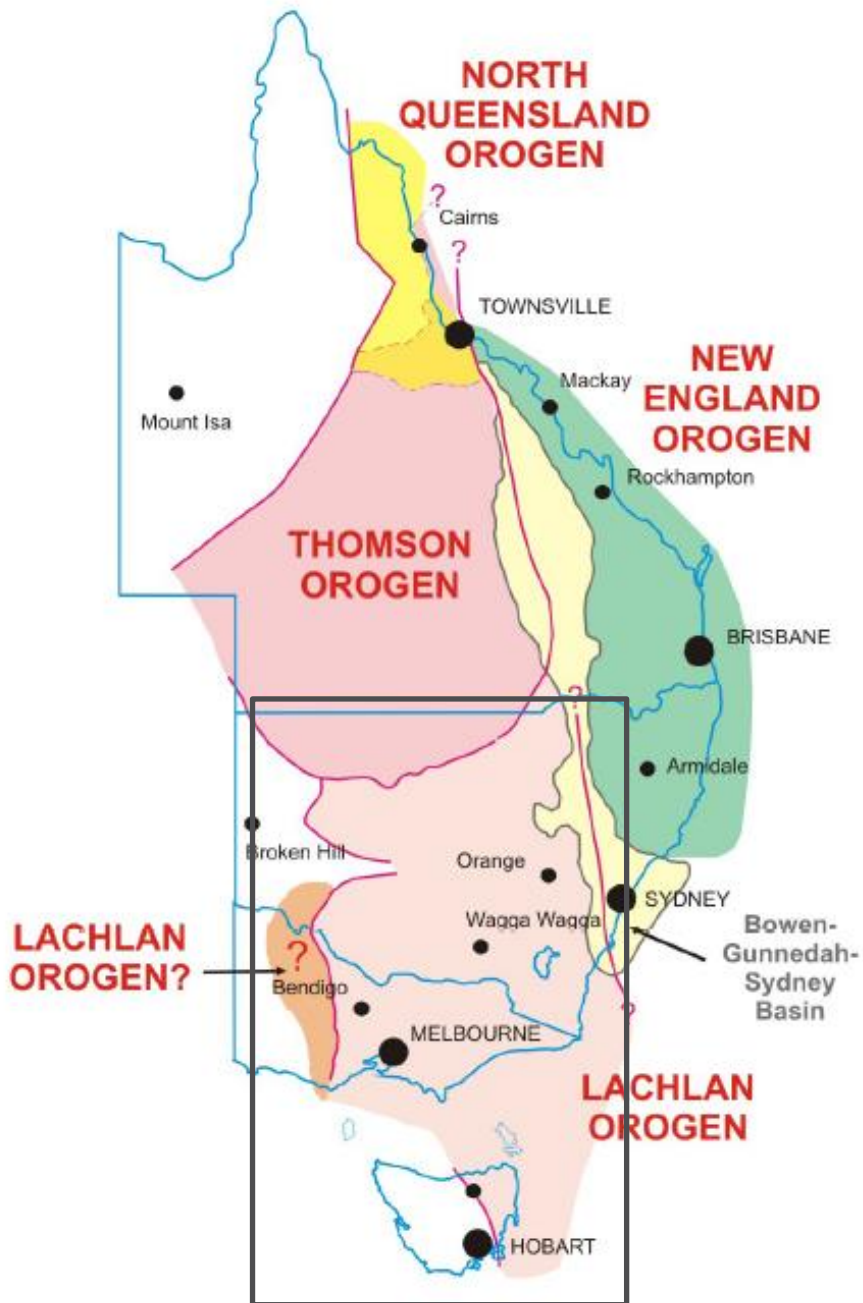 NORTH
QUEENSLAND
OROGEN
?
Cairns
?
TOWNSVILLE
NEW
ENGLAND
OROGEN
Mackay
Mount Isa
Rockhampton
THOMSON
OROGEN
BRISBANE
?
Armidale
Broken Hill
Orange
SYDNEY
Wagga Wagga
Bowen-
Gunnedah-
Sydney
Basin
LACHLAN
OROGEN?
?
Bendigo
?
MELBOURNE
LACHLAN
OROGEN
HOBART